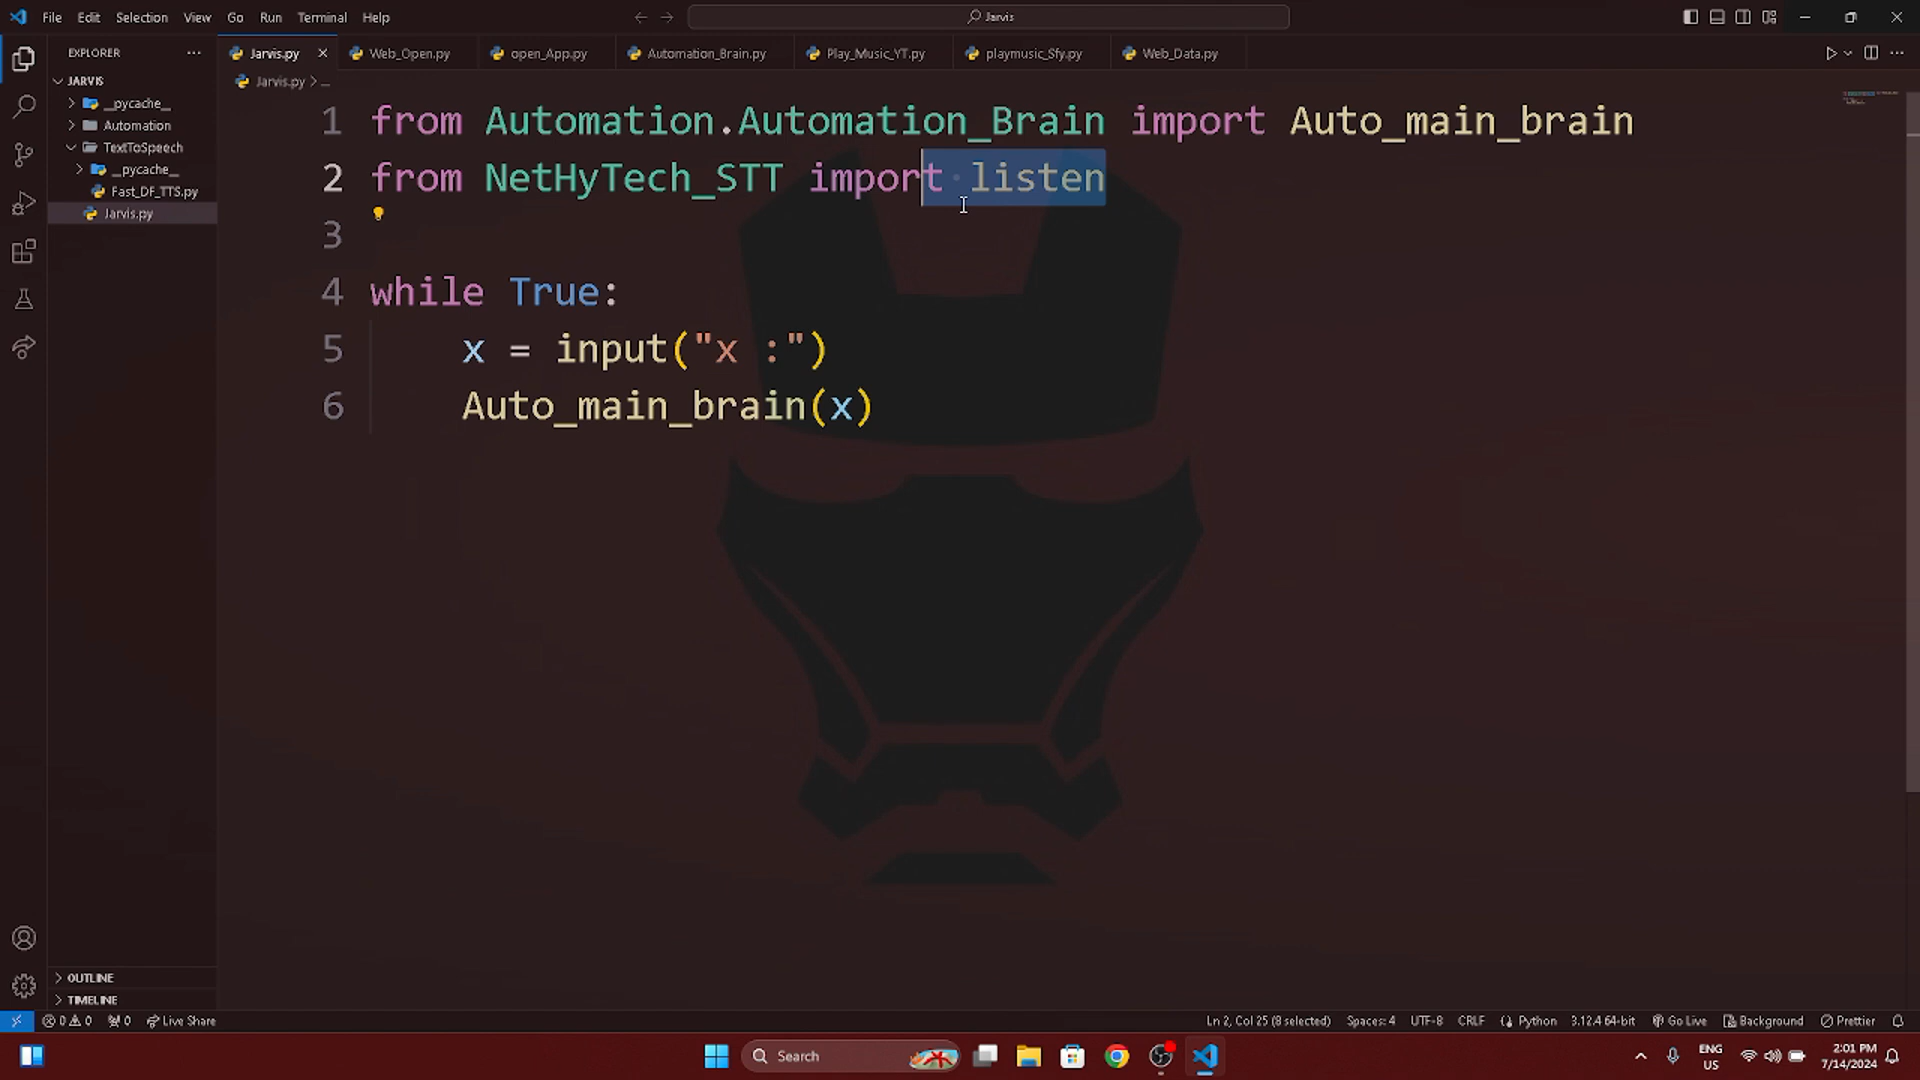 File Edit Selection View Go Run Terminal Help
Jarvis
EXPLORER
Jarvis.py
Web_Open.py
open_App.py
Automation_Brain.py
Play_Music_YT.py
playmusic_Sfy.py
Web_Data.py
JARVIS
__pycache__
Automation
TextToSpeech
__pycache__
Fast_DF_TTS.py
Jarvis.py
Jarvis.py > ...
1 from Automation.Automation_Brain import Auto_main_brain
2 from NetHyTech_STT import listen
3
4 while True:
5 x = input("x :")
6 Auto_main_brain(x)
OUTLINE
TIMELINE
0 0 0 Live Share
Ln 2, Col 25 (8 selected) Spaces: 4 UTF-8 CRLF Python 3.12.4 64-bit Go Live Background Prettier
Search
ENG
US
2:01 PM
7/14/2024